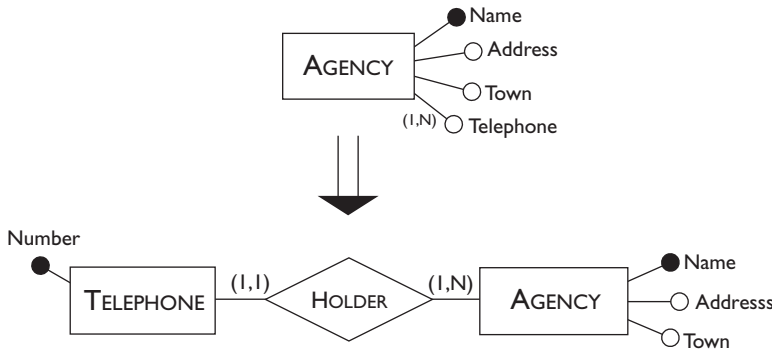 Name
Address
AGENCY
Town
(1,N)
Telephone
Number
(1,1)
(1,N)
Name
TELEPHONE
HOLDER
AGENCY
Addresss
Town